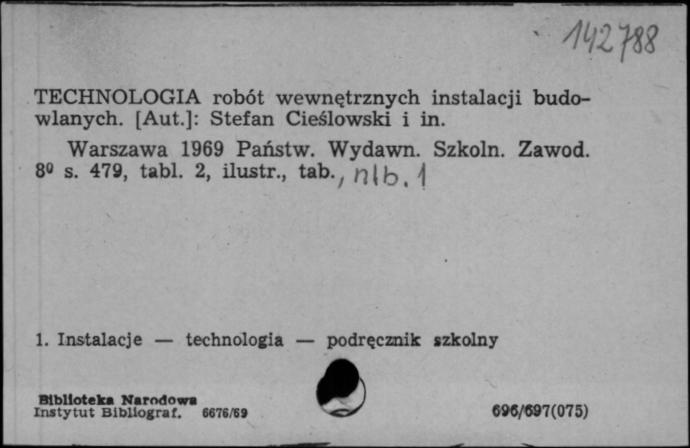 142788
TECHNOLOGIA robót wewnętrznych instalacji budo-
wlanych. [Aut.]: Stefan Cieślowski i in.
Warszawa 1969 Państw. Wydawn. Szkoln. Zawod.
8⁰ s. 479, tabl. 2, ilustr., tab., nlb. 1
1. Instalacje — technologia — podręcznik szkolny
Biblioteka Narodowa
Instytut Bibliograf. 6676/69
696/697(075)